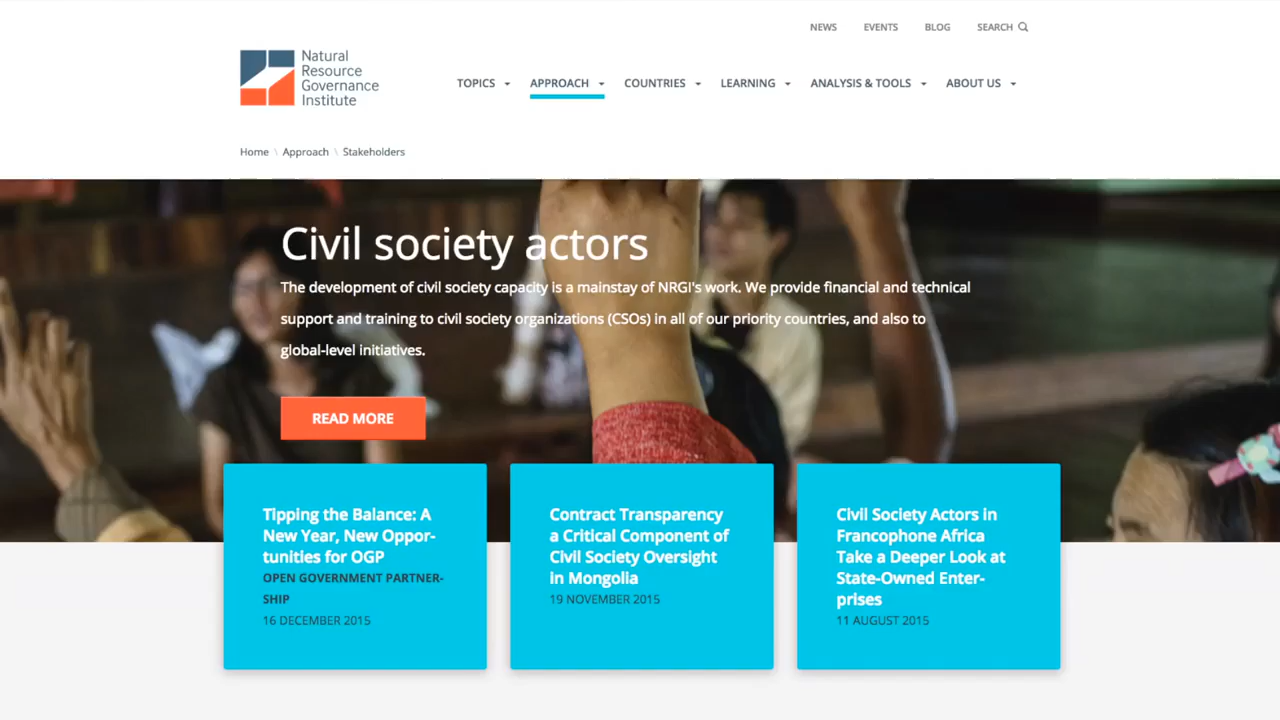 NEWS EVENTS BLOG SEARCH
Natural
Resource
Governance
Institute
TOPICS APPROACH COUNTRIES LEARNING ANALYSIS & TOOLS ABOUT US
Home \ Approach \ Stakeholders
Civil society actors
The development of civil society capacity is a mainstay of NRGI's work. We provide financial and technical
support and training to civil society organizations (CSOs) in all of our priority countries, and also to
global-level initiatives.
READ MORE
Tipping the Balance: A
New Year, New Oppor-
tunities for OGP
OPEN GOVERNMENT PARTNER-
SHIP
16 DECEMBER 2015
Contract Transparency
a Critical Component of
Civil Society Oversight
in Mongolia
19 NOVEMBER 2015
Civil Society Actors in
Francophone Africa
Take a Deeper Look at
State-Owned Enter-
prises
11 AUGUST 2015